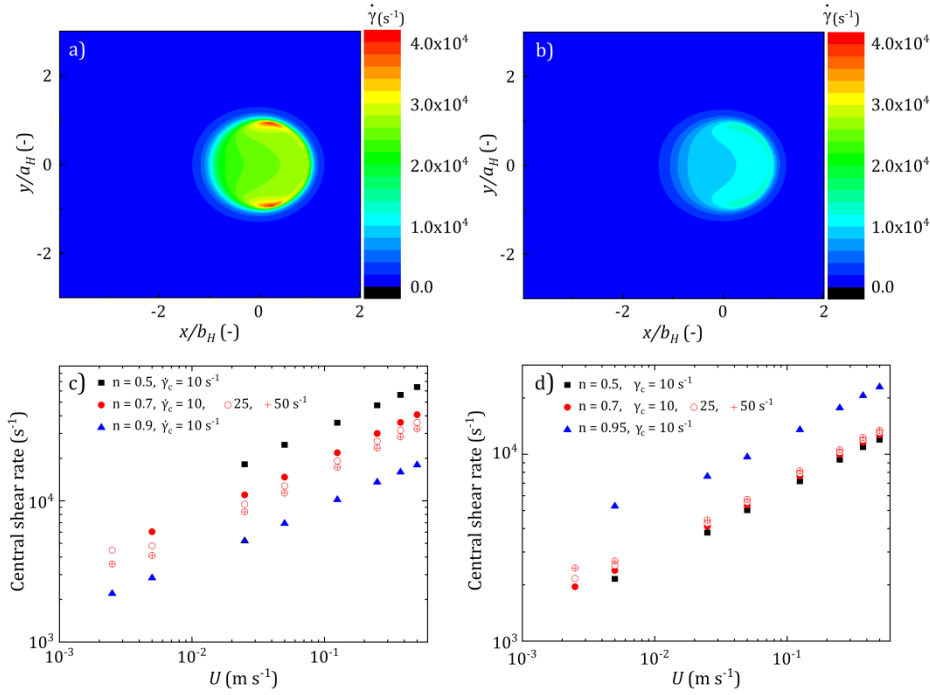 γ̇ (s⁻¹)
a)
4.0x10⁴
3.0x10⁴
2.0x10⁴
1.0x10⁴
0.0
2
0
-2
y/a_H (-)
-2 0 2
x/b_H (-)
γ̇ (s⁻¹)
b)
4.0x10⁴
3.0x10⁴
2.0x10⁴
1.0x10⁴
0.0
2
0
-2
y/a_H (-)
-2 0 2
x/b_H (-)
c)
n = 0.5, γ̇_c = 10 s⁻¹
n = 0.7, γ̇_c = 10, 25, 50 s⁻¹
n = 0.9, γ̇_c = 10 s⁻¹
Central shear rate (s⁻¹)
10⁴
10³
10⁻³ 10⁻² 10⁻¹
U (m s⁻¹)
d)
n = 0.5, γ_c = 10 s⁻¹
n = 0.7, γ_c = 10, 25, 50 s⁻¹
n = 0.95, γ_c = 10 s⁻¹
Central shear rate (s⁻¹)
10⁴
10³
10⁻³ 10⁻² 10⁻¹
U (m s⁻¹)